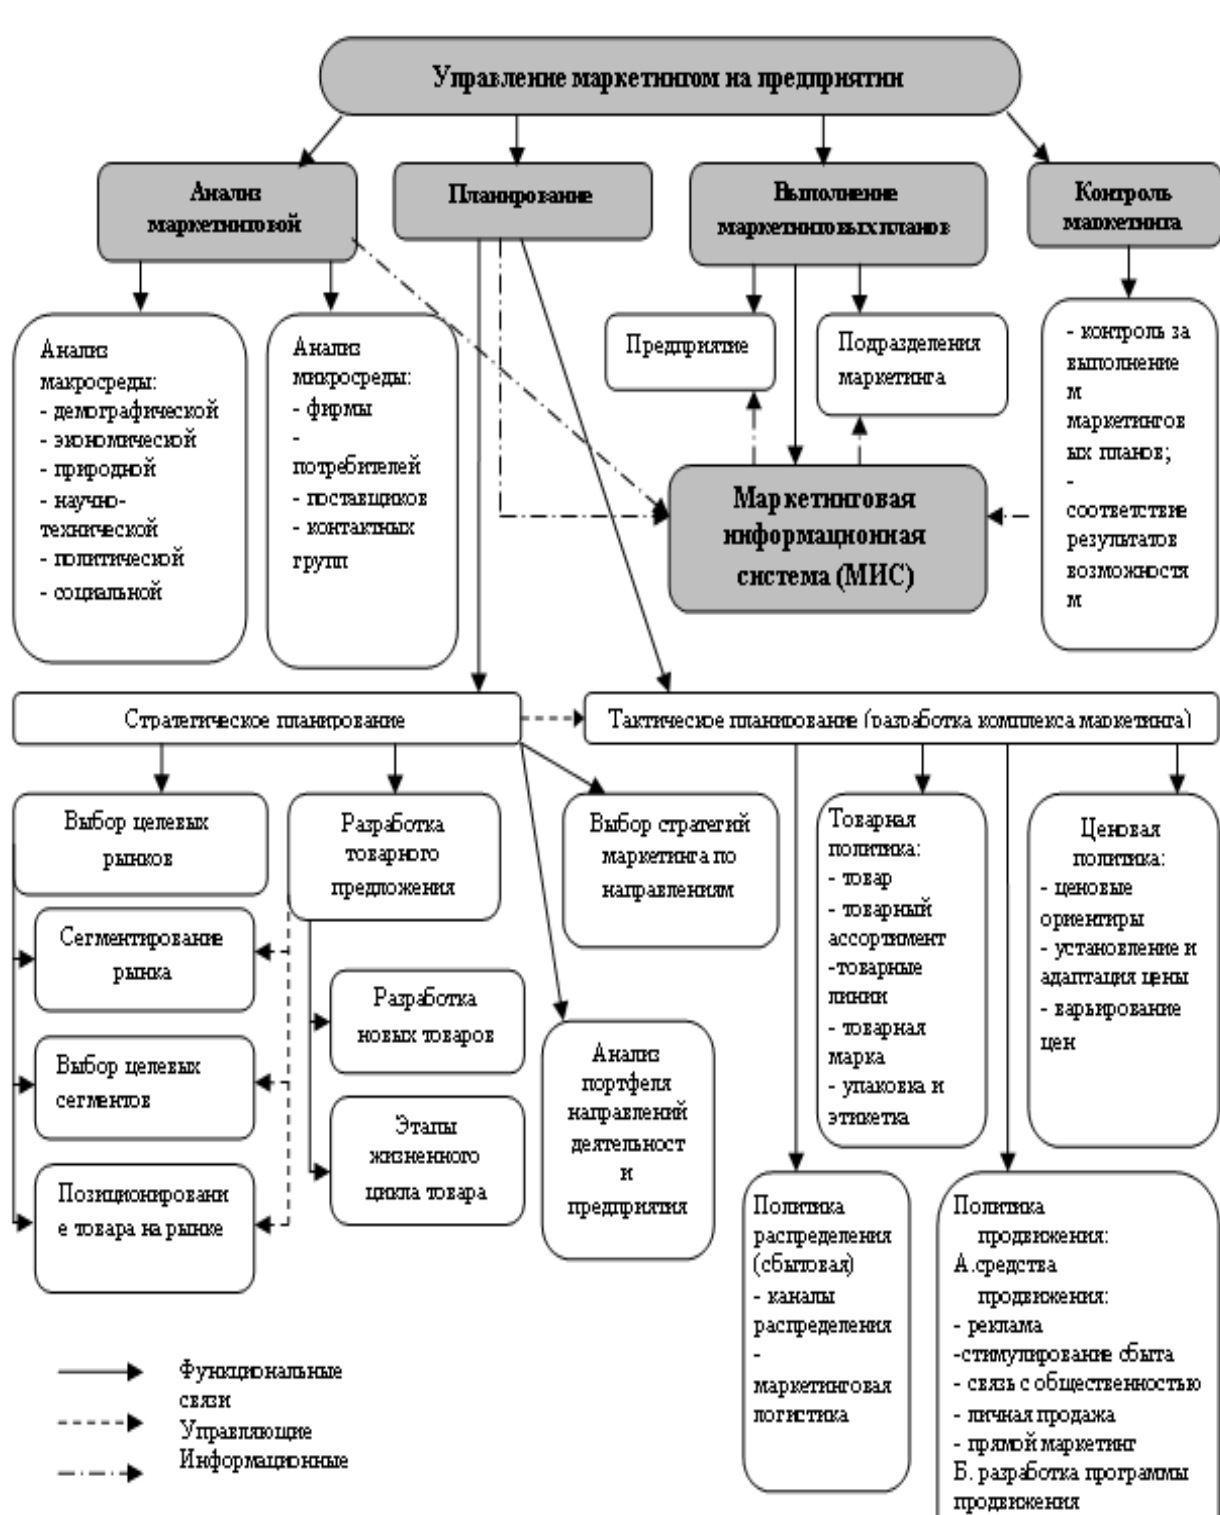 Управление маркетингом на предприятии
Анализ
маркетинговой
Планирование
Выполнение
маркетинговых планов
Контроль
маркетинга
Анализ
макросреды:
- демографической
- экономической
- природной
- научно-
технической
- политической
- социальной
Анализ
микросреды:
- фирмы
-
потребителей
- поставщиков
- контактных
групп
Предприятие
Подразделения
маркетинга
- контроль за
выполнение
м
маркетингов
ых планов;
-
соответствие
результатов
возможностя
м
Маркетинговая
информационная
система (МИС)
Стратегическое планирование
Тактическое планирование (разработка комплекса маркетинга)
Выбор целевых
рынков
Разработка
товарного
предложения
Выбор стратегий
маркетинга по
направлениям
Товарная
политика:
- товар
- товарный
ассортимент
-товарные
линии
- товарная
марка
- упаковка и
этикетка
Ценовая
политика:
- ценовые
ориентиры
- установление и
адаптация цены
- варьирование
цен
Сегментирование
рынка
Выбор целевых
сегментов
Позиционировани
е товара на рынке
Разработка
новых товаров
Этапы
жизненного
цикла товара
Анализ
портфеля
направлений
деятельност
и
предприятия
Политика
распределения
(сбытовая)
- каналы
распределения
-
маркетинговая
логистика
Политика
продвижения:
А.средства
продвижения:
- реклама
-стимулирование сбыта
- связь с общественностью
- личная продажа
- прямой маркетинг
Б. разработка программы
продвижения
Функциональные
связи
Управляющие
Информационные